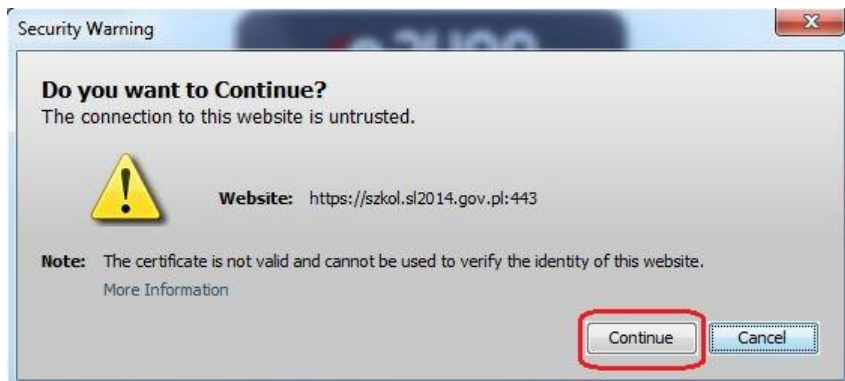 Security Warning
Do you want to Continue?
The connection to this website is untrusted.
Website: https://szkol.sl2014.gov.pl:443
Note: The certificate is not valid and cannot be used to verify the identity of this website.
More Information
Continue Cancel